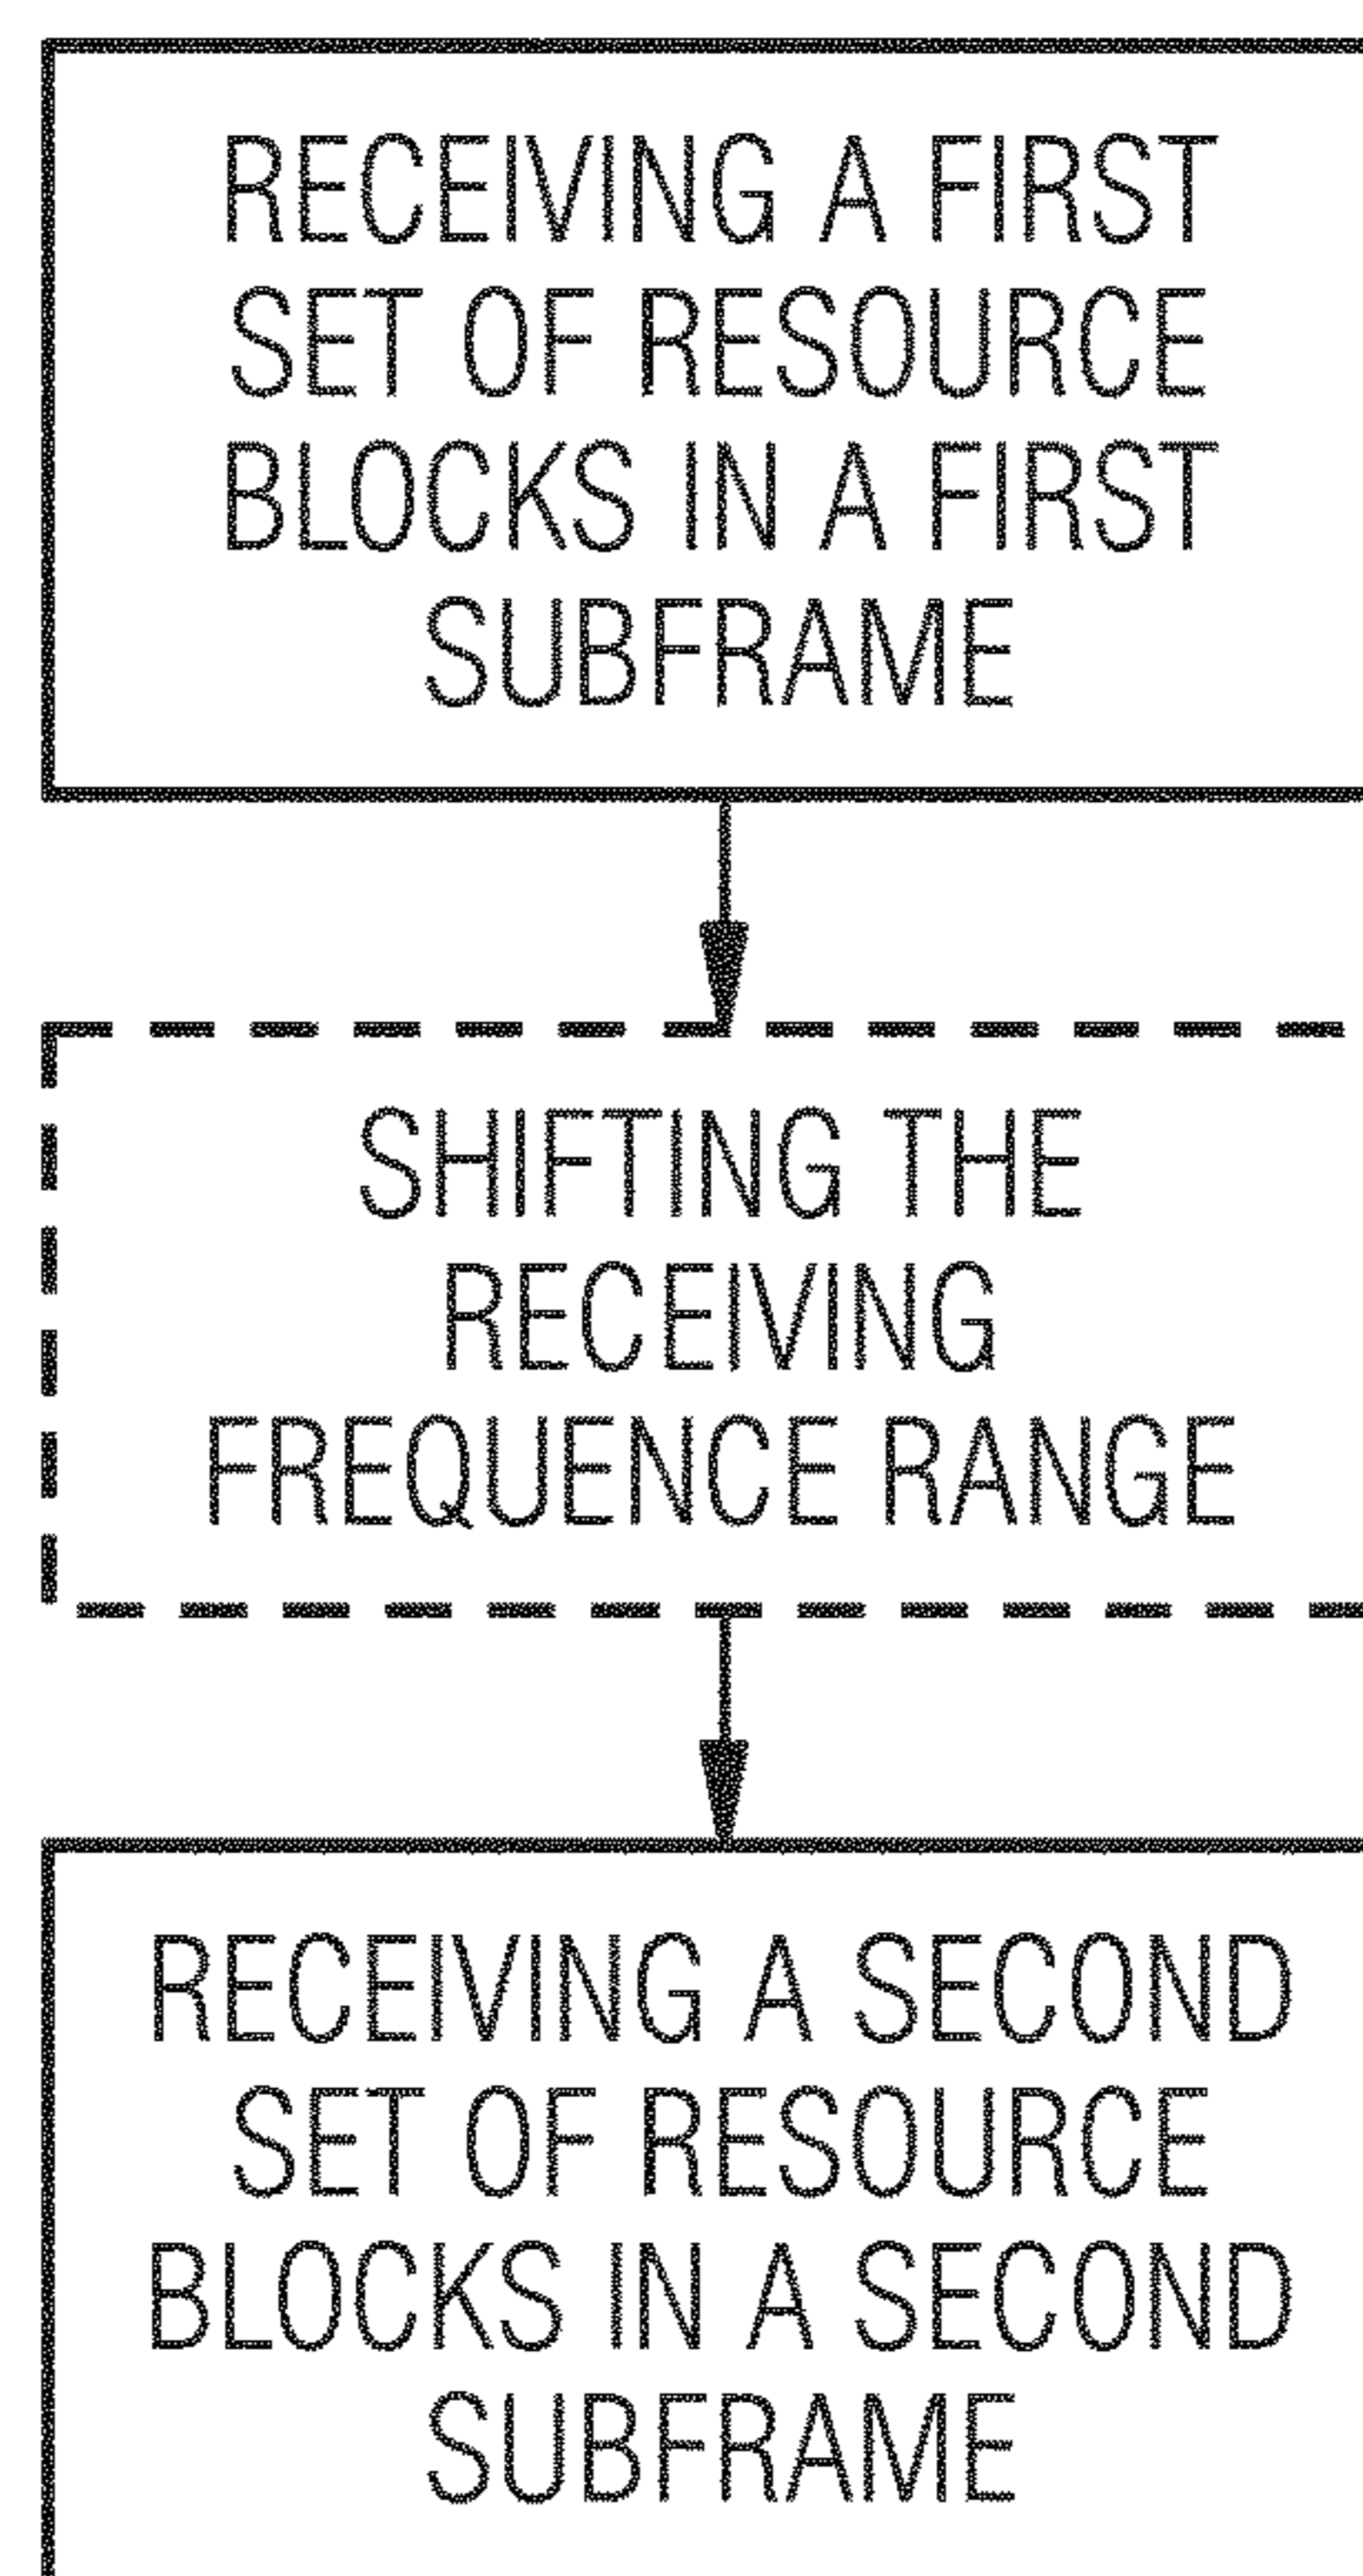 RECEIVING A FIRST
SET OF RESOURCE
BLOCKS IN A FIRST
SUBFRAME
SHIFTING THE
RECEIVING
FREQUENCE RANGE
RECEIVING A SECOND
SET OF RESOURCE
BLOCKS IN A SECOND
SUBFRAME